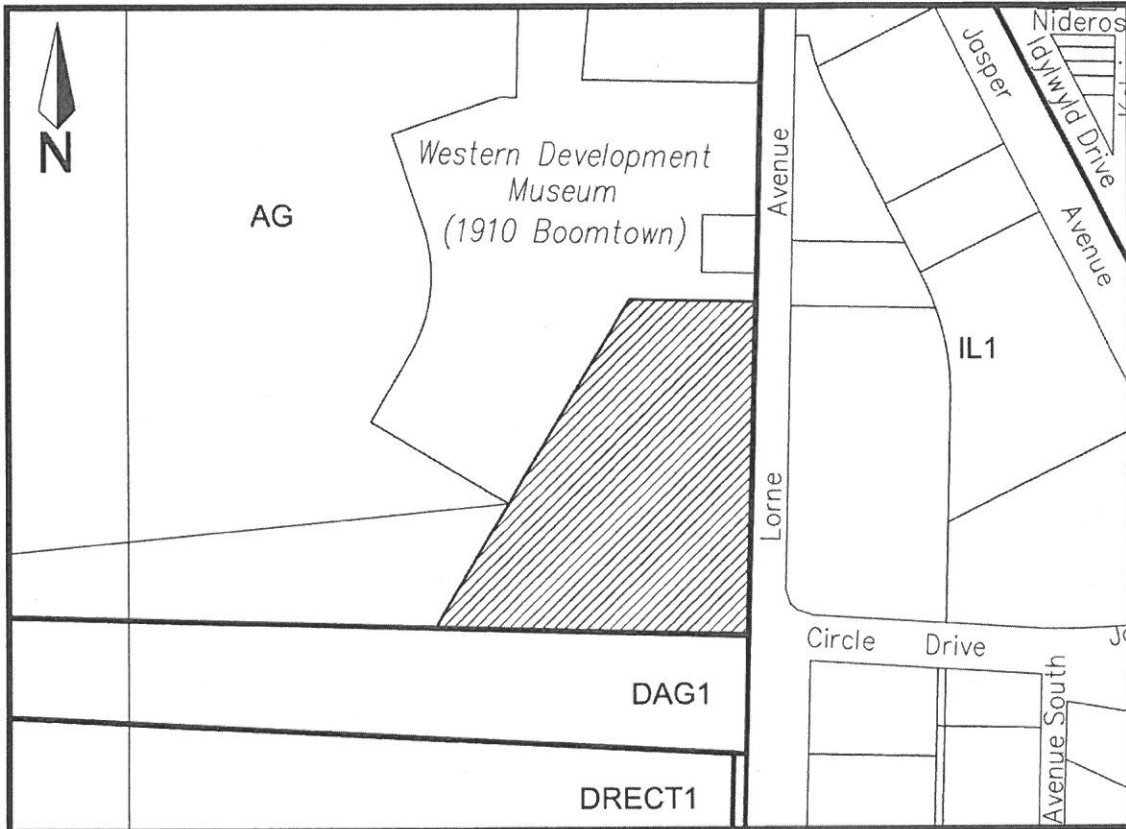 N
AG
Western Development
Museum
(1910 Boomtown)
Avenue
Lorne
Jasper
Avenue
Nideros
Idylwyld Drive
IL1
Circle Drive
Avenue South
DAG1
DRECT1